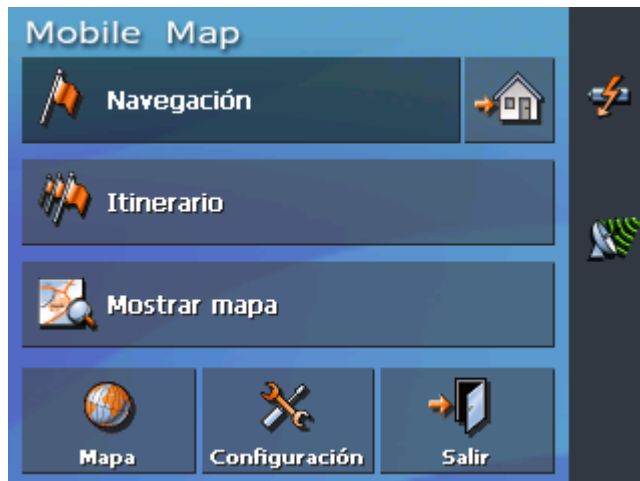 Mobile Map
Navegación
Itinerario
Mostrar mapa
Mapa
Configuración
Salir